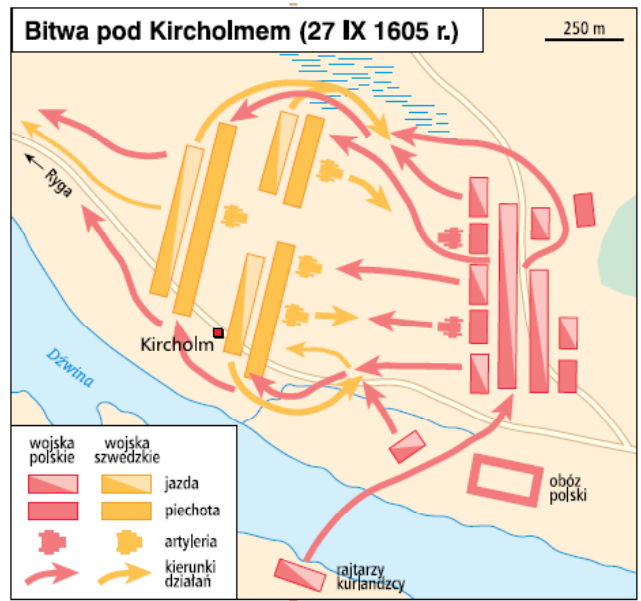 Bitwa pod Kircholmem (27 IX 1605 r.)
250 m
Ryga
Kircholm
Dźwina
wojska
polskie
wojska
szwedzkie
jazda
piechota
artyleria
kierunki
działań
obóz
polski
rajtarzy
kurlandzcy